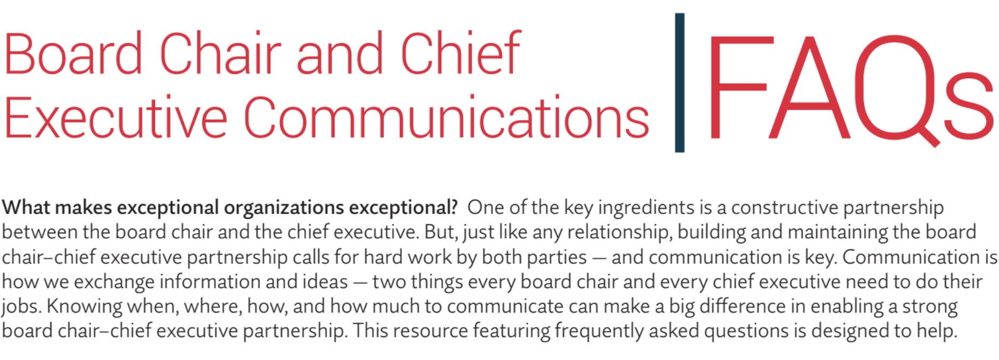 Board Chair and Chief
Executive Communications
FAQs
What makes exceptional organizations exceptional? One of the key ingredients is a constructive partnership
between the board chair and the chief executive. But, just like any relationship, building and maintaining the board
chair–chief executive partnership calls for hard work by both parties — and communication is key. Communication is
how we exchange information and ideas — two things every board chair and every chief executive need to do their
jobs. Knowing when, where, how, and how much to communicate can make a big difference in enabling a strong
board chair–chief executive partnership. This resource featuring frequently asked questions is designed to help.